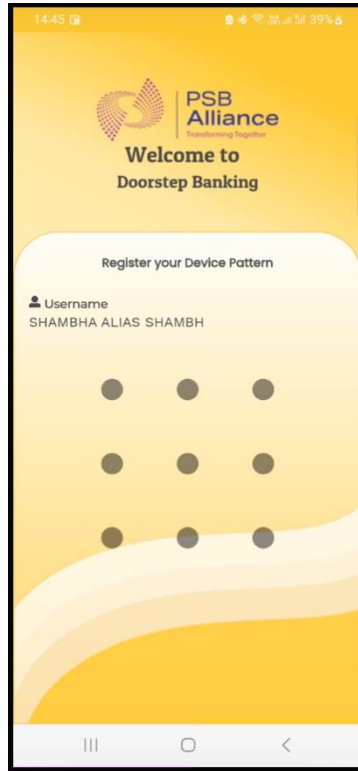 14:45 39%
PSB
Alliance
Transforming Together
Welcome to
Doorstep Banking
Register your Device Pattern
Username
SHAMBHA ALIAS SHAMBH